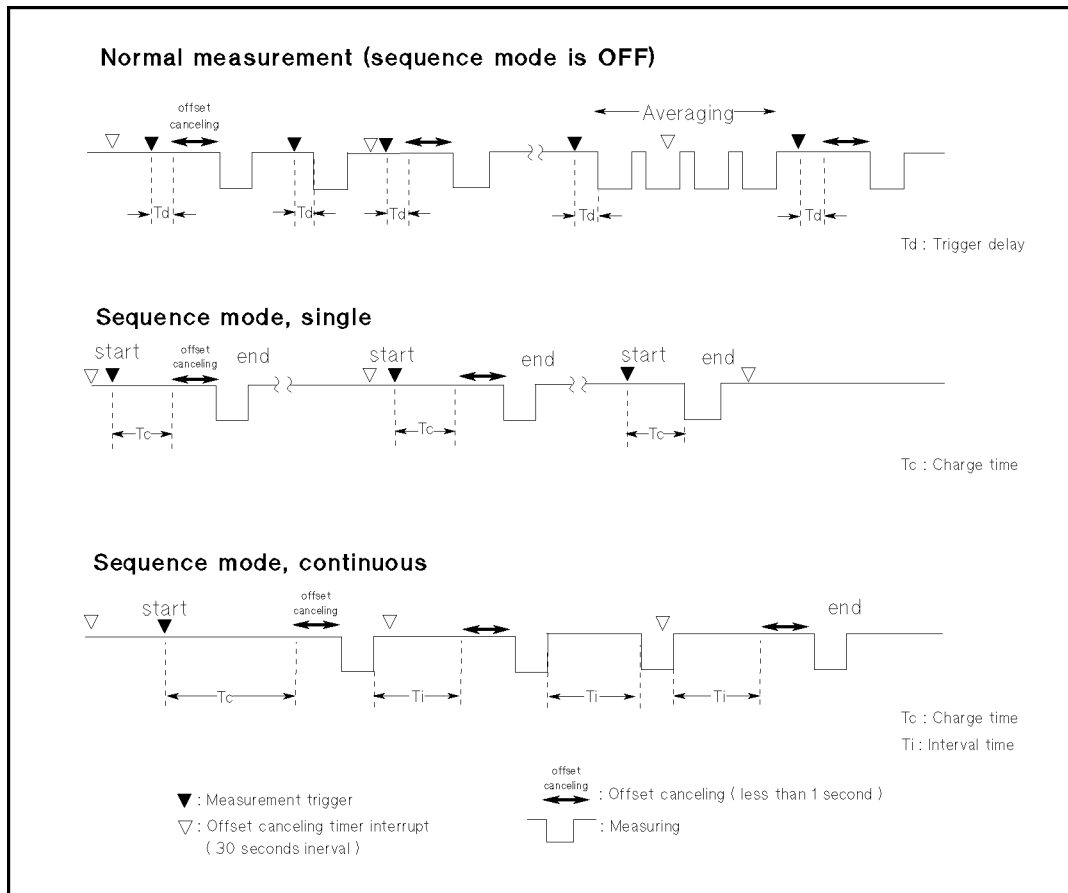 Normal measurement (sequence mode is OFF)
offset
canceling
Averaging
Td
Td
Td
Td
Td
Td : Trigger delay
Sequence mode, single
start
offset
canceling
end
start
end
start
end
Tc
Tc
Tc
Tc : Charge time
Sequence mode, continuous
start
offset
canceling
end
Tc
Ti
Ti
Ti
Tc : Charge time
Ti : Interval time
: Measurement trigger
: Offset canceling timer interrupt
( 30 seconds inerval )
offset
canceling
: Offset canceling ( less than 1 second )
: Measuring